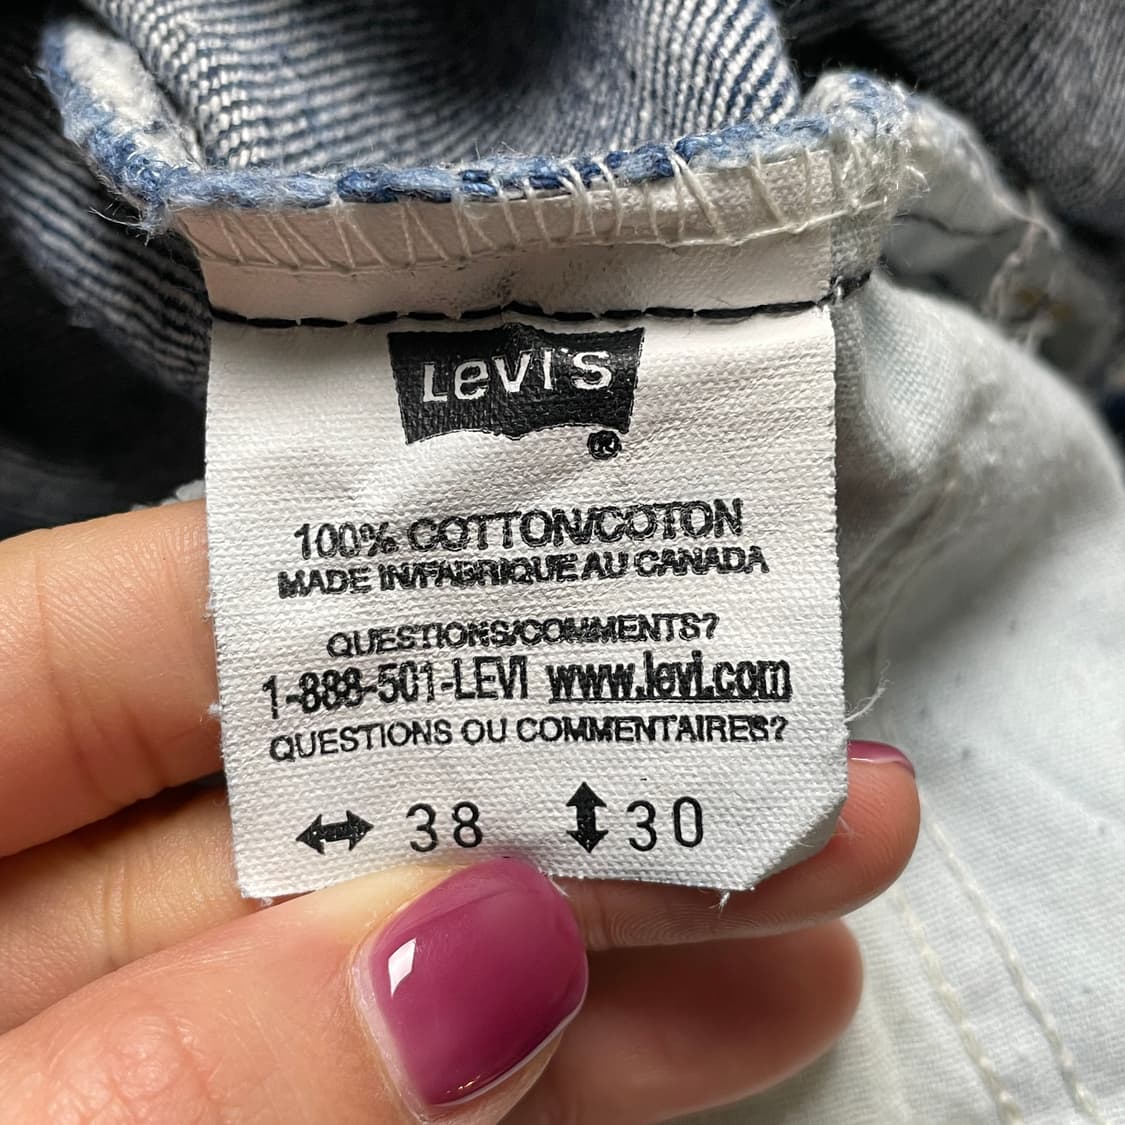 LEVI'S
®
100% COTTON/COTON
MADE IN/FABRIQUE AU CANADA
QUESTIONS/COMMENTS?
1-888-501-LEVI www.levi.com
QUESTIONS OU COMMENTAIRES?
↔ 38 ↕ 30